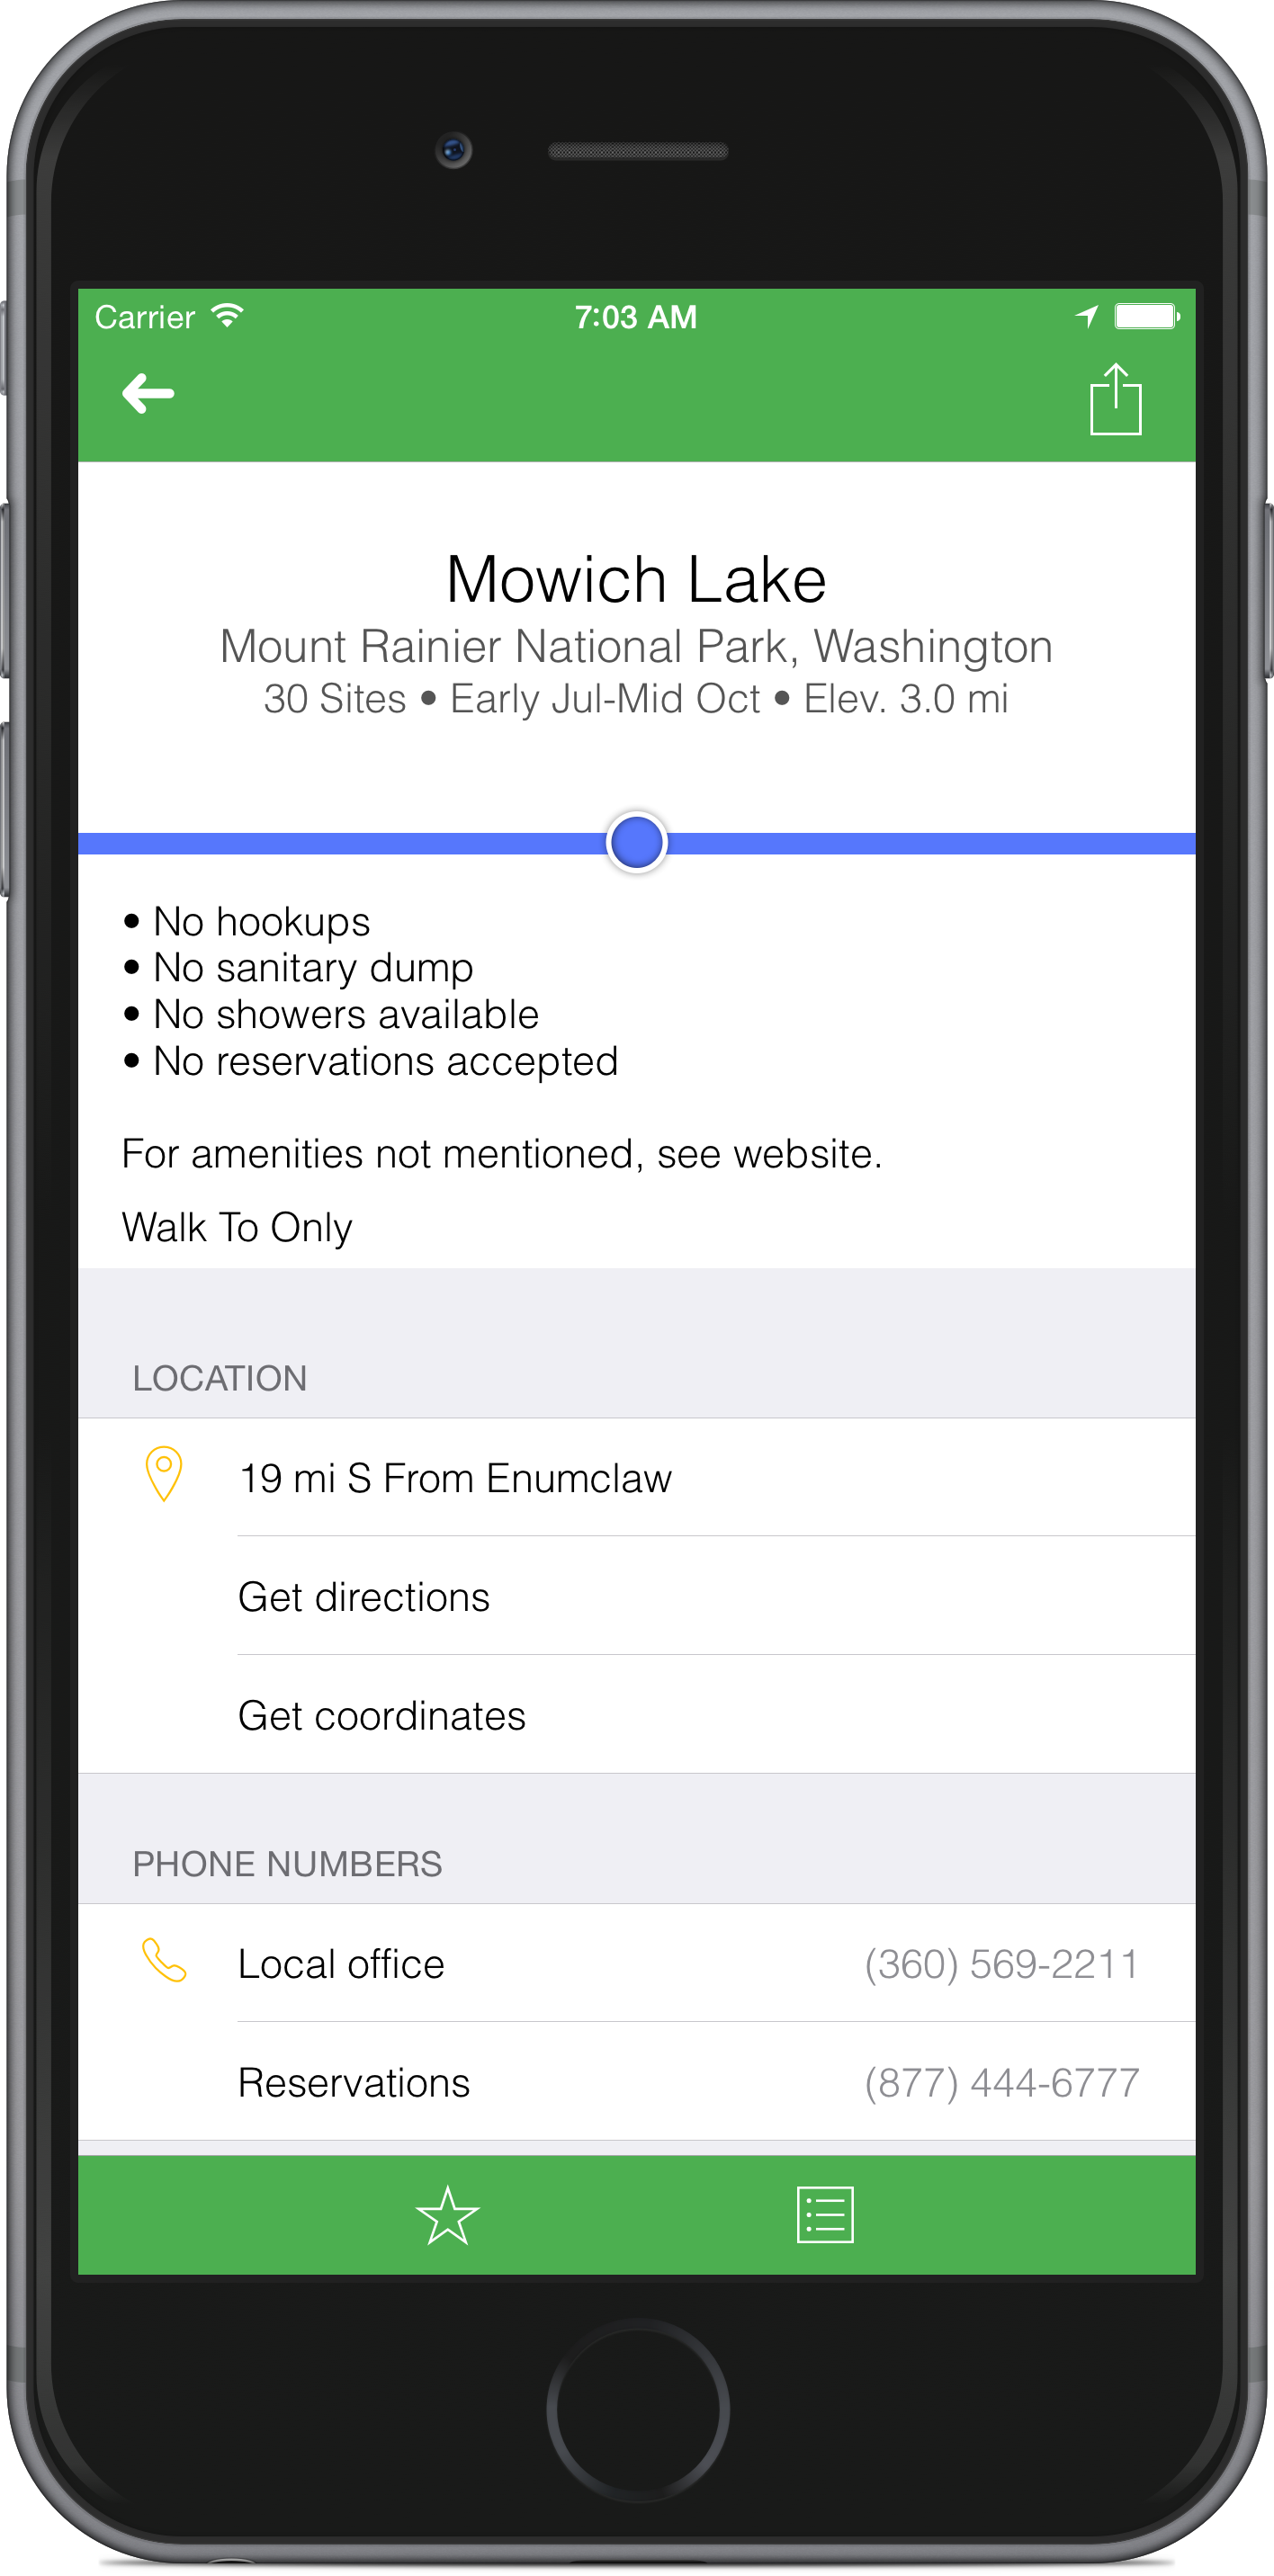 Carrier 7:03 AM
Mowich Lake
Mount Rainier National Park, Washington
30 Sites • Early Jul-Mid Oct • Elev. 3.0 mi
• No hookups
• No sanitary dump
• No showers available
• No reservations accepted
For amenities not mentioned, see website.
Walk To Only
LOCATION
19 mi S From Enumclaw
Get directions
Get coordinates
PHONE NUMBERS
Local office (360) 569-2211
Reservations (877) 444-6777